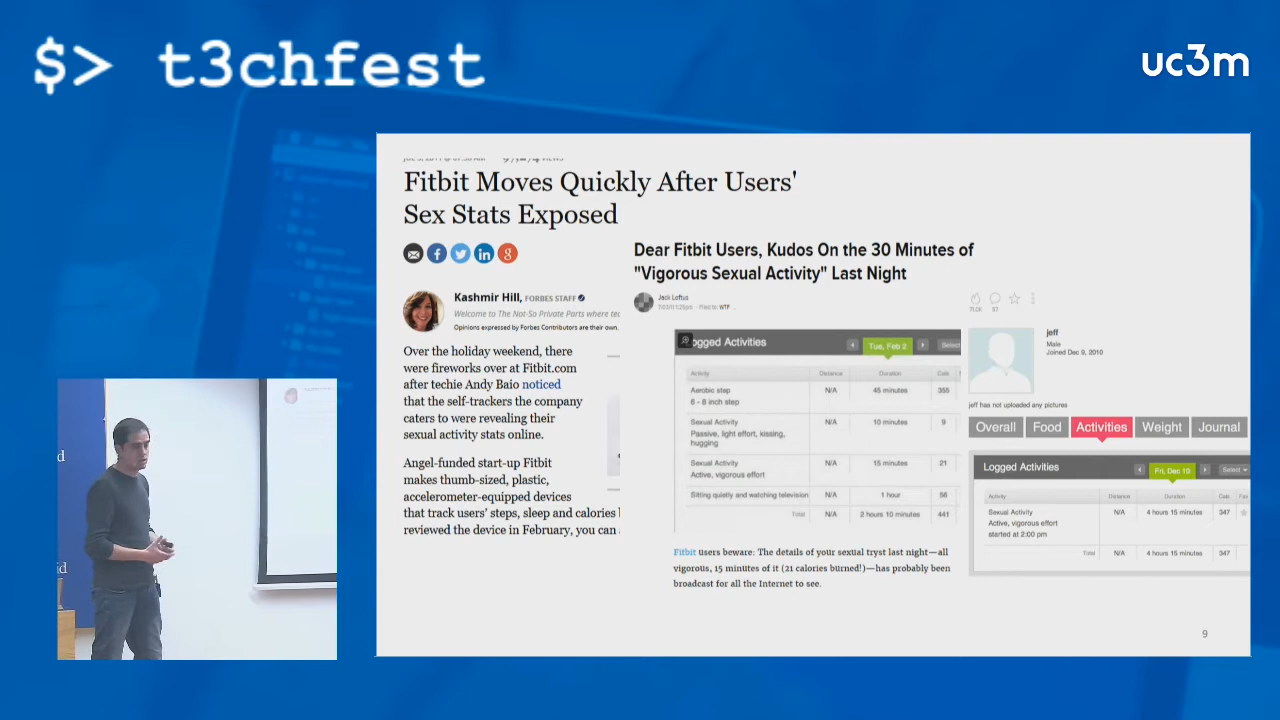 $> t3chfest
uc3m
Fitbit Moves Quickly After Users'
Sex Stats Exposed
Kashmir Hill, FORBES STAFF
Welcome to The Not-So Private Parts where
Opinions expressed by Forbes Contributors are their own.
Over the holiday weekend, there
were fireworks over at Fitbit.com
after techie Andy Baio noticed
that the self-trackers the company
caters to were revealing their
sexual activity stats online.
Angel-funded start-up Fitbit
makes thumb-sized, plastic,
accelerometer-equipped devices
that track users' steps, sleep and calories
reviewed the device in February, you can
Dear Fitbit Users, Kudos On the 30 Minutes of
"Vigorous Sexual Activity" Last Night
Jack Loftus
Filed to: WTF
ogged Activities
Tue, Feb 2
Select
Activity Distance Duration Cals
Aerobic step N/A 45 minutes 355
6 - 8 inch step
Sexual Activity N/A 10 minutes 9
Passive, light effort, kissing,
hugging
Sexual Activity N/A 15 minutes 21
Active, vigorous effort
Sitting quietly and watching television N/A 1 hour 56
Total N/A 2 hours 10 minutes 441
Fitbit users beware: The details of your sexual tryst last night—all
vigorous, 15 minutes of it (21 calories burned!)—has probably been
broadcast for all the Internet to see.
jeff
Male
Joined Dec 9, 2010
jeff has not uploaded any pictures
Overall Food Activities Weight Journal
Logged Activities
Fri, Dec 10
Select
Activity Distance Duration Cals Fav
Sexual Activity N/A 4 hours 15 minutes 347
Active, vigorous effort
started at 2:00 pm
Total N/A 4 hours 15 minutes 347
9
d
id